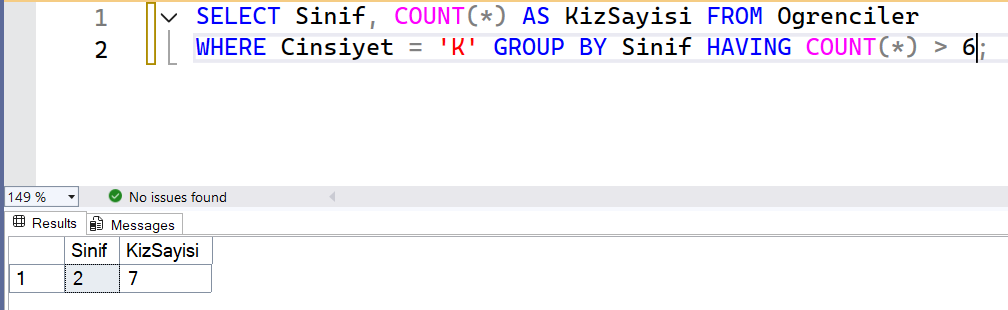 1 SELECT Sinif, COUNT(*) AS KizSayisi FROM Ogrenciler
2 WHERE Cinsiyet = 'K' GROUP BY Sinif HAVING COUNT(*) > 6;
149 % No issues found
Results Messages
Sinif KizSayisi
1 2 7